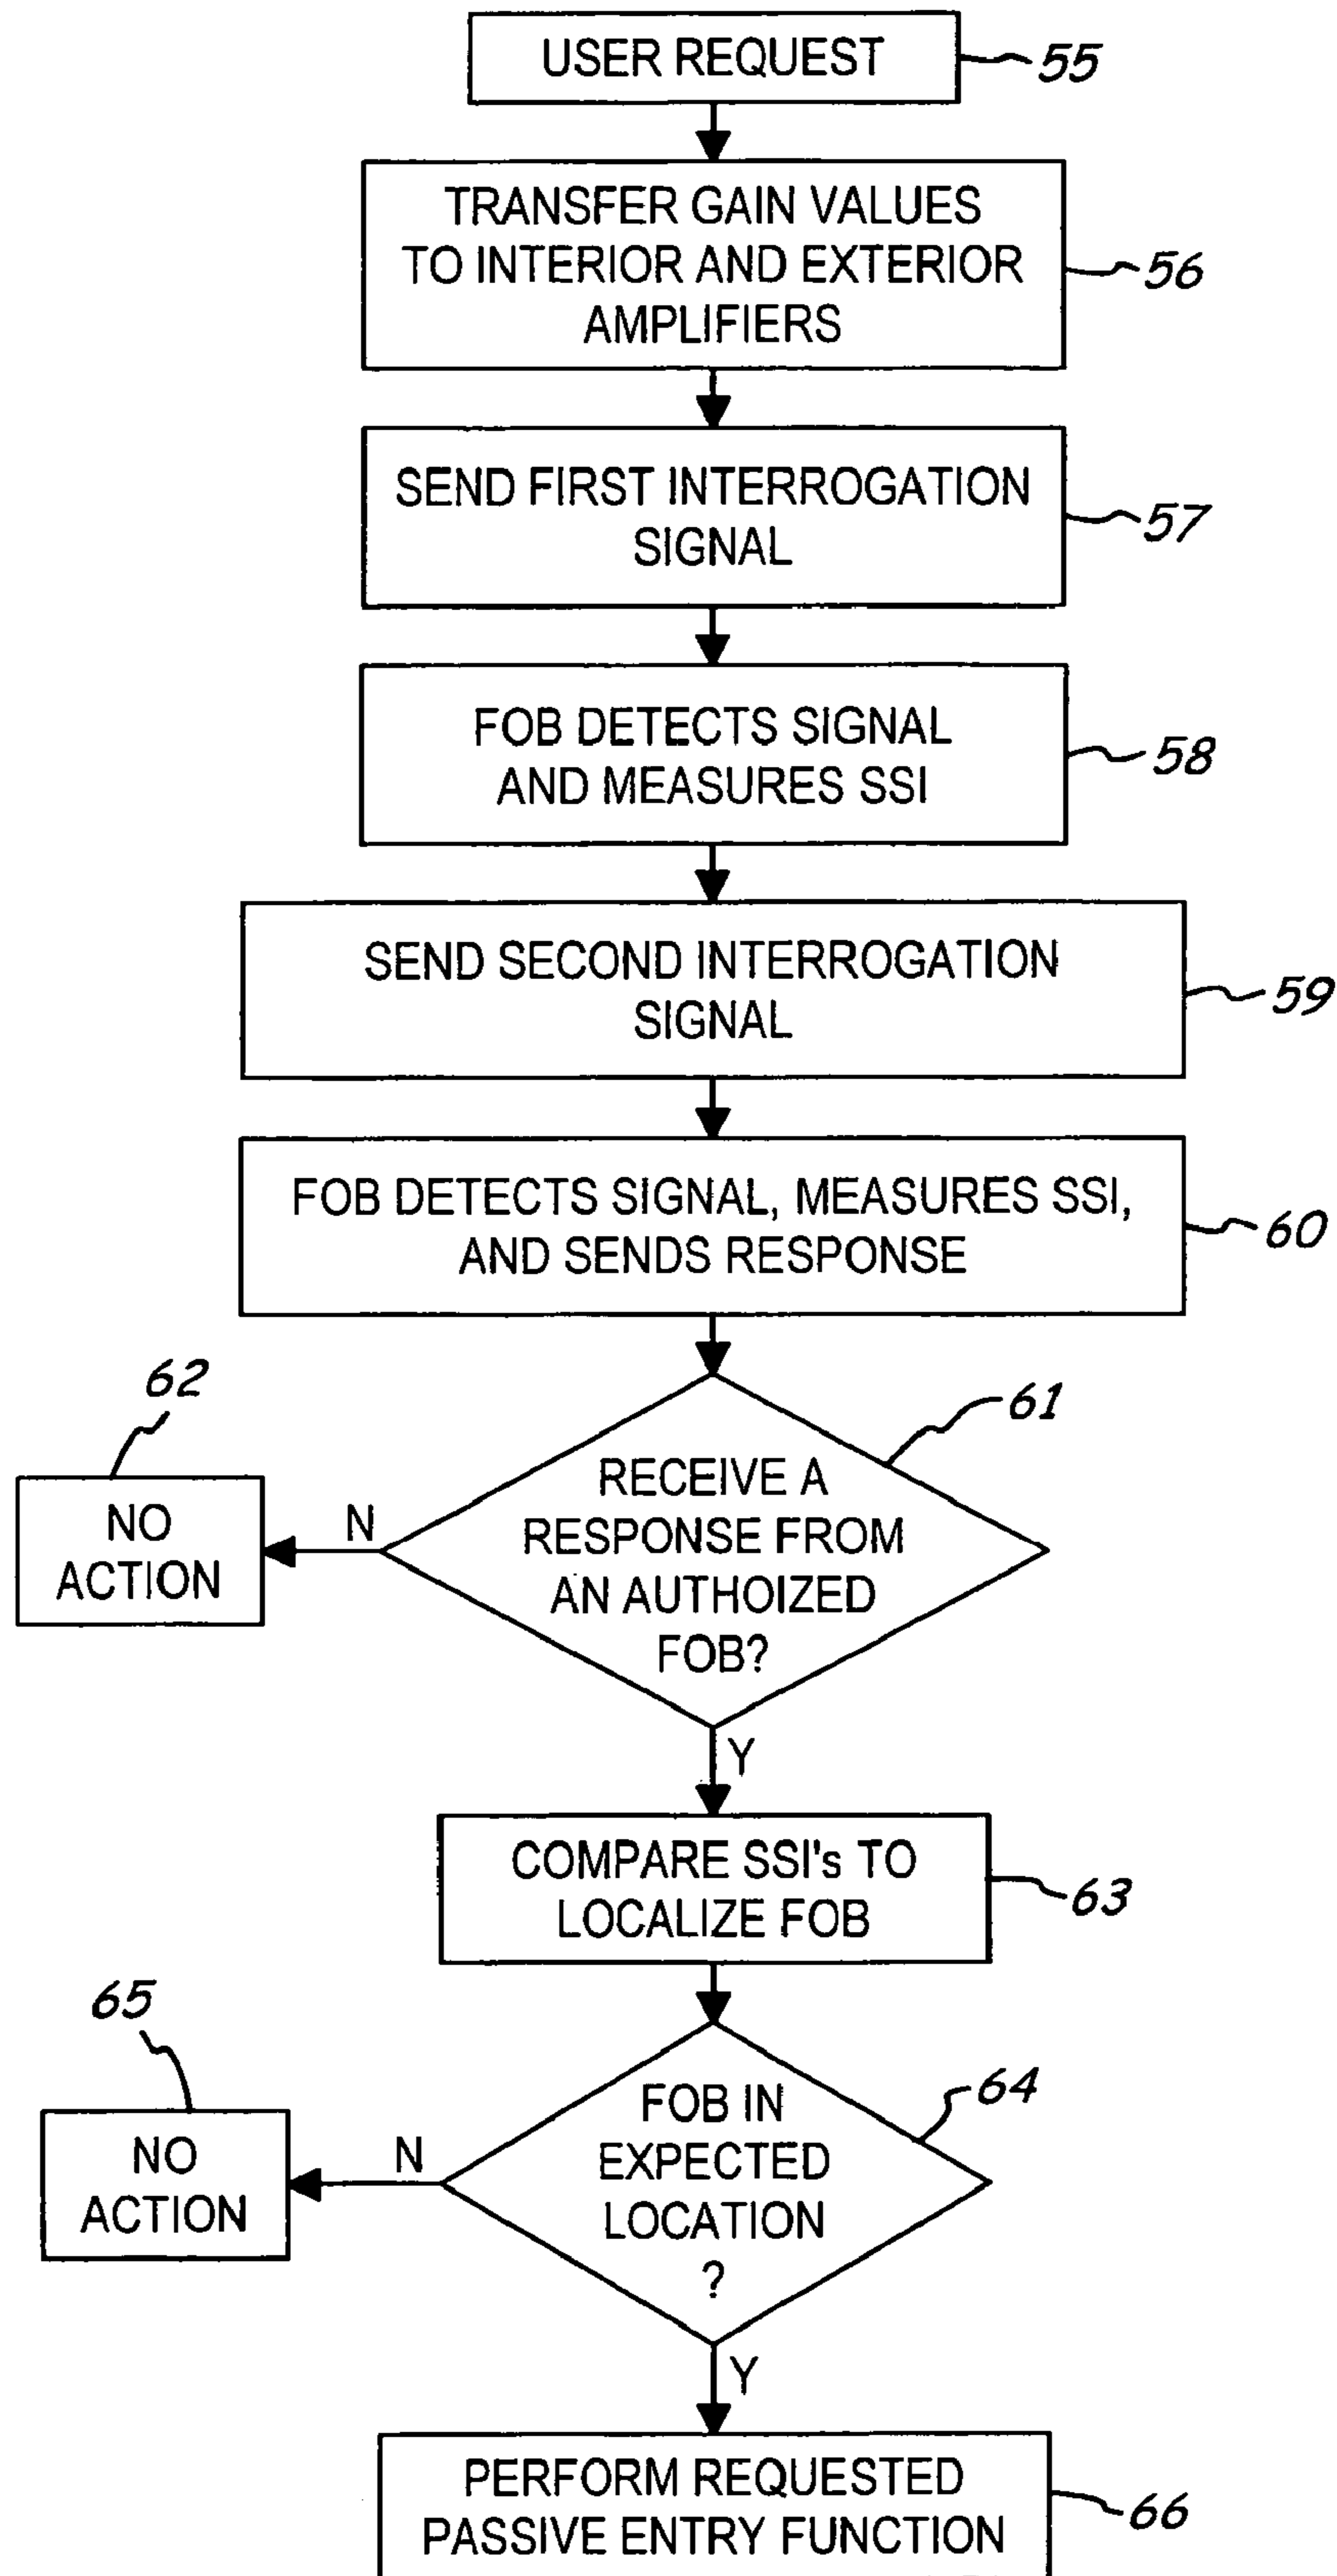 USER REQUEST
55
TRANSFER GAIN VALUES
TO INTERIOR AND EXTERIOR
AMPLIFIERS
56
SEND FIRST INTERROGATION
SIGNAL
57
FOB DETECTS SIGNAL
AND MEASURES SSI
58
SEND SECOND INTERROGATION
SIGNAL
59
FOB DETECTS SIGNAL, MEASURES SSI,
AND SENDS RESPONSE
60
61
RECEIVE A
RESPONSE FROM
AN AUTHOIZED
FOB?
N
62
NO
ACTION
Y
COMPARE SSI's TO
LOCALIZE FOB
63
64
FOB IN
EXPECTED
LOCATION
?
N
65
NO
ACTION
Y
PERFORM REQUESTED
PASSIVE ENTRY FUNCTION
66